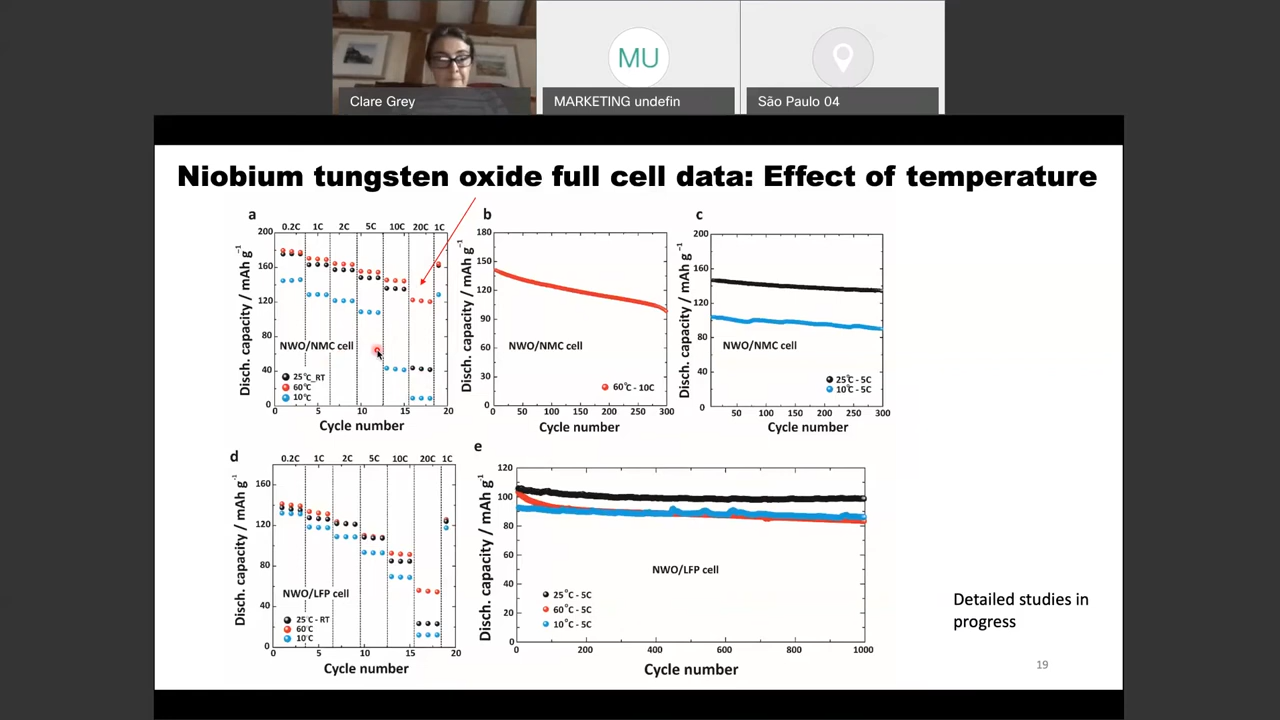 MU
Clare Grey
MARKETING undefin
São Paulo 04
Niobium tungsten oxide full cell data: Effect of temperature
a
0.2C 1C 2C 5C 10C 20C 1C
200
160
120
80
40
0
Disch. capacity / mAh g⁻¹
NWO/NMC cell
25°C_RT
60°C
10°C
0 5 10 15 20
Cycle number
b
180
150
120
90
60
30
0
Disch. capacity / mAh g⁻¹
NWO/NMC cell
60°C - 10C
0 50 100 150 200 250 300
Cycle number
c
200
160
120
80
40
0
Disch. capacity / mAh g⁻¹
NWO/NMC cell
25°C - 5C
10°C - 5C
50 100 150 200 250 300
Cycle number
d
0.2C 1C 2C 5C 10C 20C 1C
160
120
80
40
0
Disch. capacity / mAh g⁻¹
NWO/LFP cell
25°C - RT
60°C
10°C
0 5 10 15 20
Cycle number
e
120
100
80
60
40
20
0
Disch. capacity / mAh g⁻¹
NWO/LFP cell
25°C - 5C
60°C - 5C
10°C - 5C
0 200 400 600 800 1000
Cycle number
Detailed studies in
progress
19